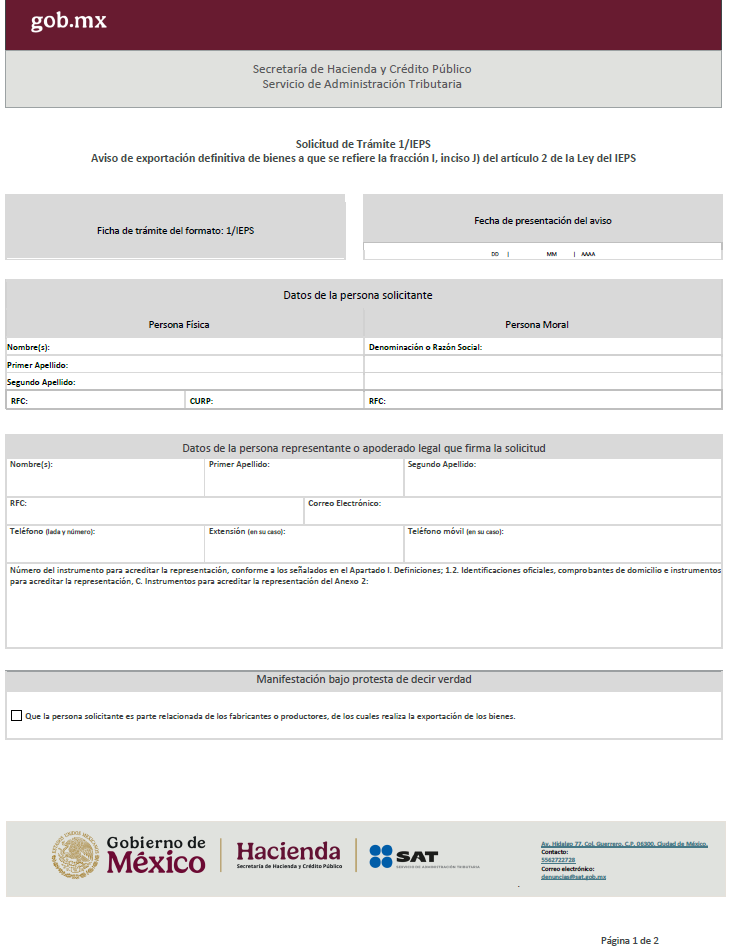 gob.mx
Secretaría de Hacienda y Crédito Público
Servicio de Administración Tributaria
Solicitud de Trámite 1/IEPS
Aviso de exportación definitiva de bienes a que se refiere la fracción I, inciso J) del artículo 2 de la Ley del IEPS
Ficha de trámite del formato: 1/IEPS
Fecha de presentación del aviso
DD | MM | AAAA
Datos de la persona solicitante
Persona Física
Persona Moral
Nombre(s):
Denominación o Razón Social:
Primer Apellido:
Segundo Apellido:
RFC:
CURP:
RFC:
Datos de la persona representante o apoderado legal que firma la solicitud
Nombre(s):
Primer Apellido:
Segundo Apellido:
RFC:
Correo Electrónico:
Teléfono (lada y número):
Extensión (en su caso):
Teléfono móvil (en su caso):
Número del instrumento para acreditar la representación, conforme a los señalados en el Apartado I. Definiciones; 1.2. Identificaciones oficiales, comprobantes de domicilio e instrumentos
para acreditar la representación, C. Instrumentos para acreditar la representación del Anexo 2:
Manifestación bajo protesta de decir verdad
Que la persona solicitante es parte relacionada de los fabricantes o productores, de los cuales realiza la exportación de los bienes.
Gobierno de
México
Hacienda
Secretaría de Hacienda y Crédito Público
SAT
SERVICIO DE ADMINISTRACIÓN TRIBUTARIA
Av. Hidalgo 77, Col. Guerrero, C.P. 06300, Ciudad de México.
Contacto:
5562722728
Correo electrónico:
denuncias@sat.gob.mx
Página 1 de 2